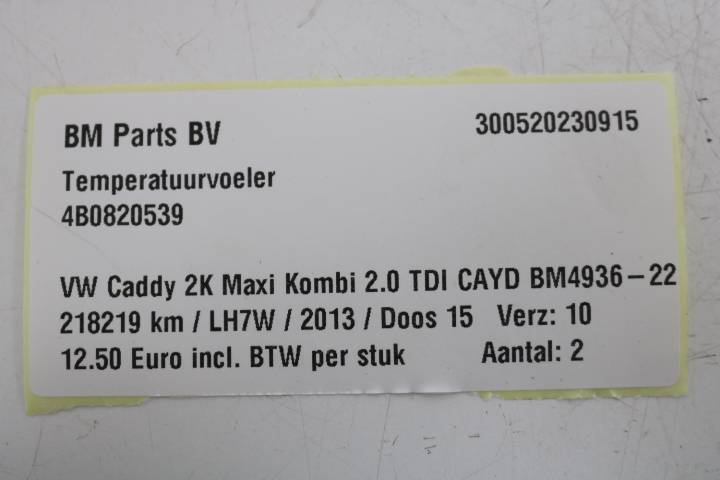 BM Parts BV 300520230915
Temperatuurvoeler
4B0820539
VW Caddy 2K Maxi Kombi 2.0 TDI CAYD BM4936-22
218219 km / LH7W / 2013 / Doos 15 Verz: 10
12.50 Euro incl. BTW per stuk Aantal: 2